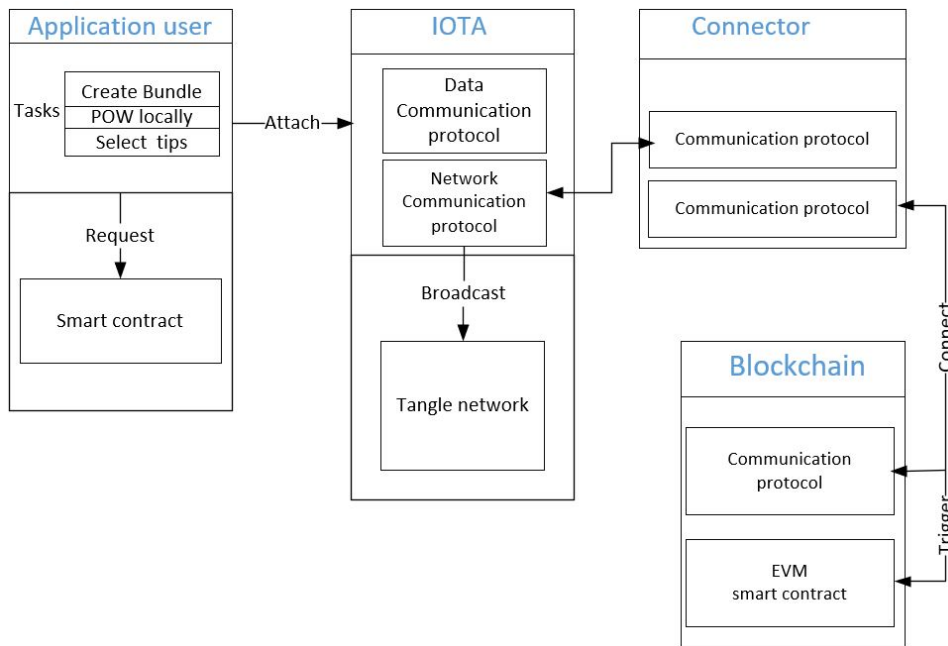 Application user
Tasks
Create Bundle
POW locally
Select tips
Request
Smart contract
Attach
IOTA
Data
Communication
protocol
Network
Communication
protocol
Broadcast
Tangle network
Connector
Communication protocol
Communication protocol
Connect
Trigger
Blockchain
Communication
protocol
EVM
smart contract